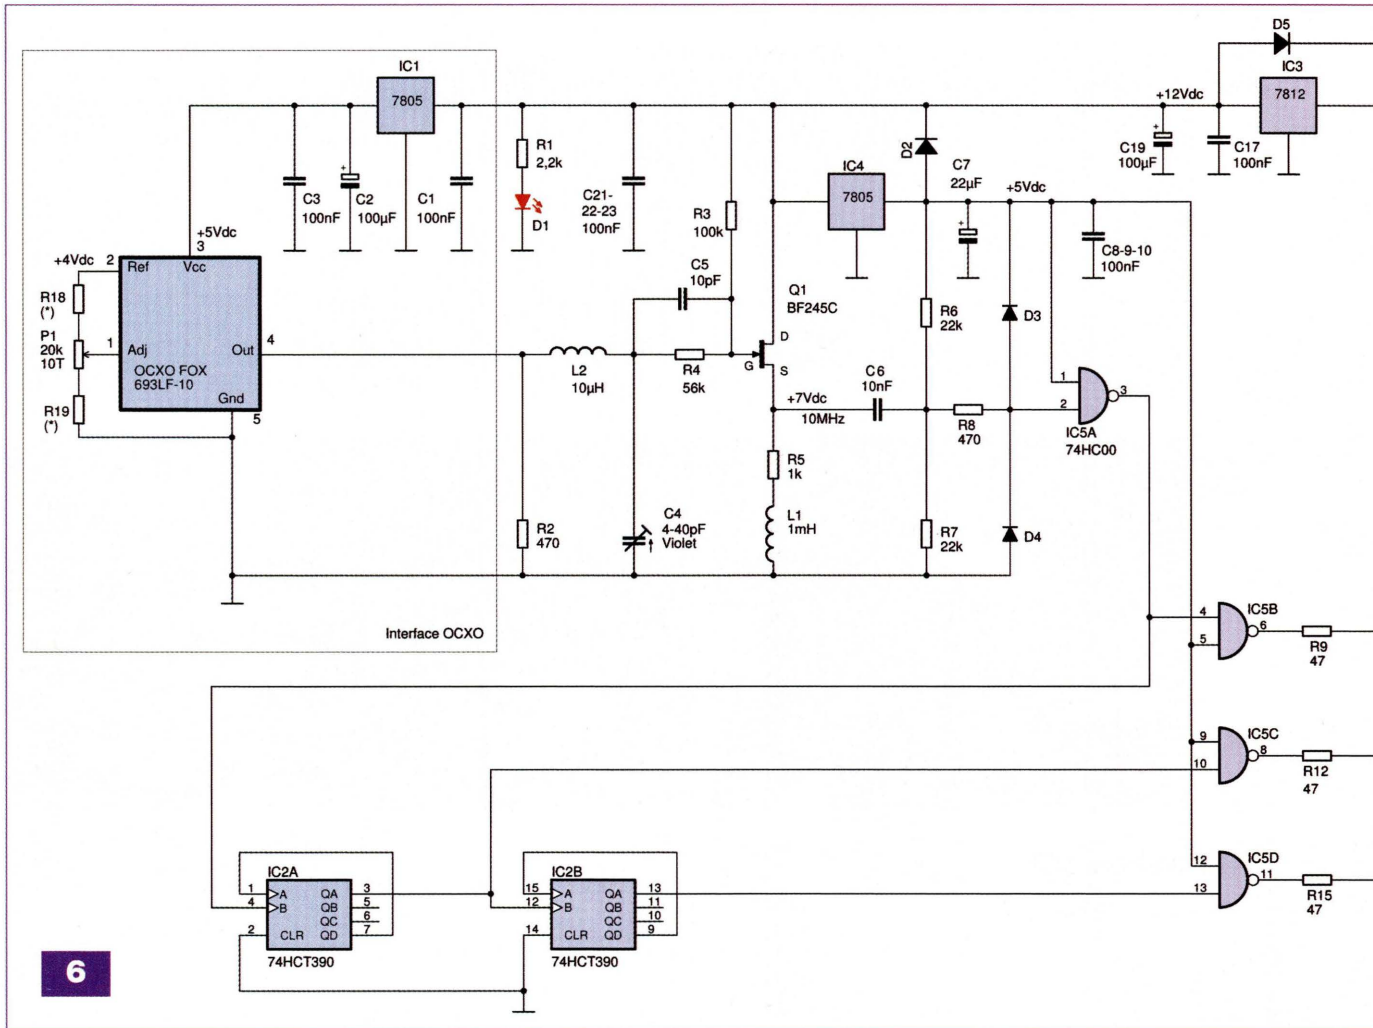 D5
IC1
7805
IC3
7812
+12Vdc
C19
100µF
C17
100nF
R1
2,2k
D1
C3
100nF
C2
100µF
C1
100nF
C21-
22-23
100nF
R3
100k
D2
C7
22µF
IC4
7805
+5Vdc
C8-9-10
100nF
+5Vdc
3
+4Vdc
2
Ref
Vcc
R18
(*)
P1
20k
10T
1
Adj
Out
4
OCXO FOX
693LF-10
Gnd
5
R19
(*)
C5
10pF
Q1
BF245C
D
G
S
L2
10µH
R4
56k
R6
22k
D3
+7Vdc
10MHz
C6
10nF
R8
470
1
2
3
IC5A
74HC00
R5
1k
L1
1mH
R2
470
C4
4-40pF
Violet
R7
22k
D4
Interface OCXO
4
5
IC5B
6
R9
47
9
10
IC5C
8
R12
47
12
13
IC5D
11
R15
47
IC2A
1
4
2
A
B
CLR
QA
QB
QC
QD
3
5
6
7
74HCT390
IC2B
15
12
14
A
B
CLR
QA
QB
QC
QD
13
11
10
9
74HCT390
6